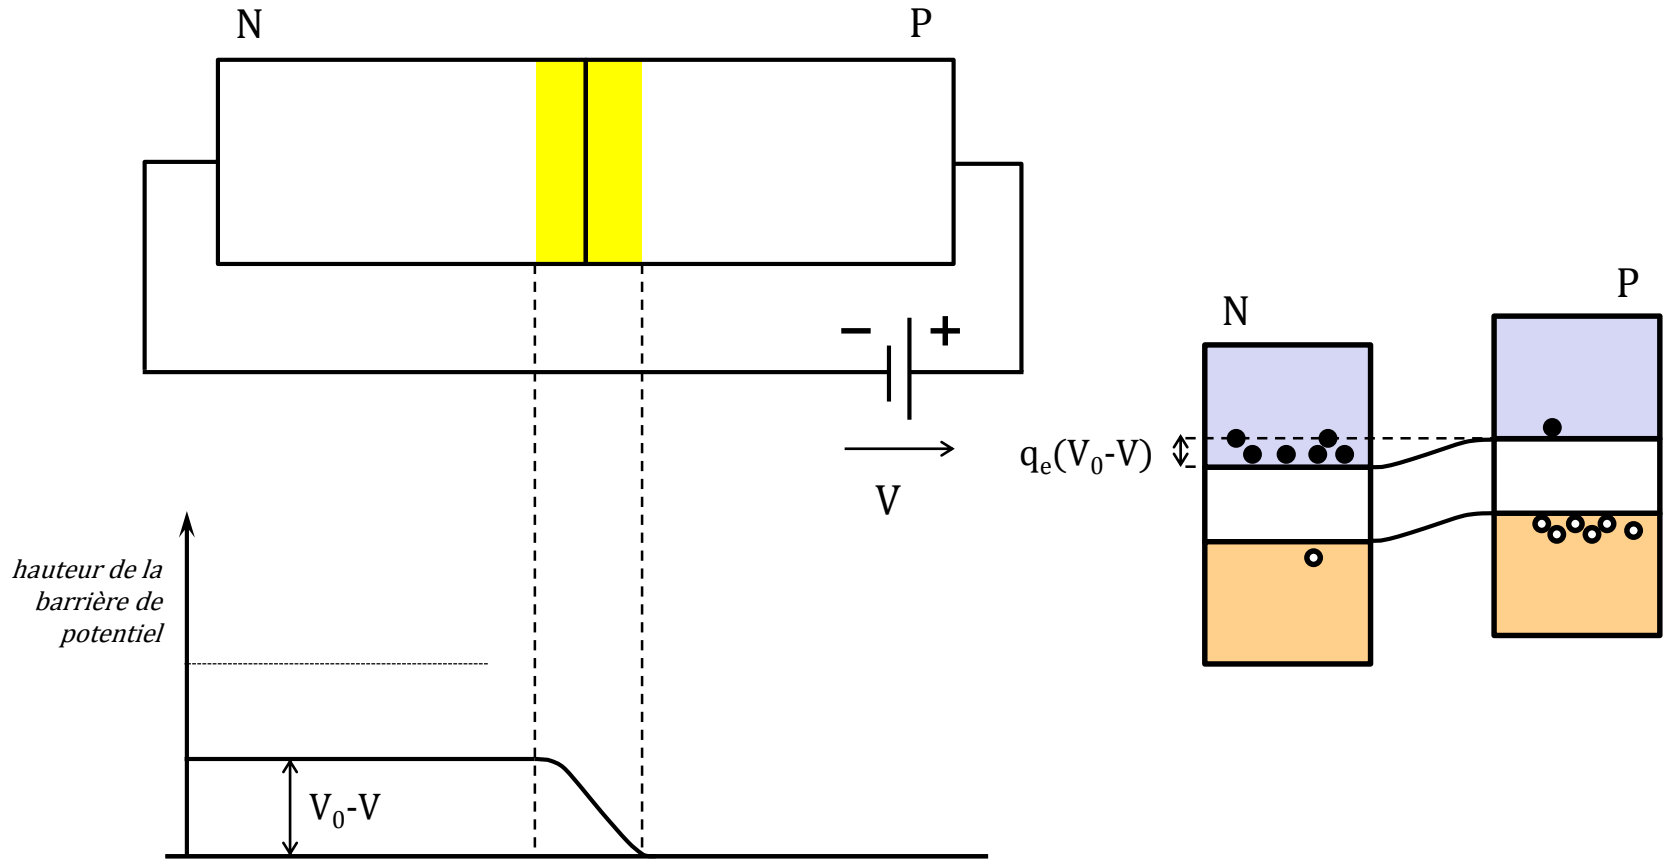 N
P
− +
V
N
P
qₑ(V₀-V)
hauteur de la
barrière de
potentiel
V₀-V